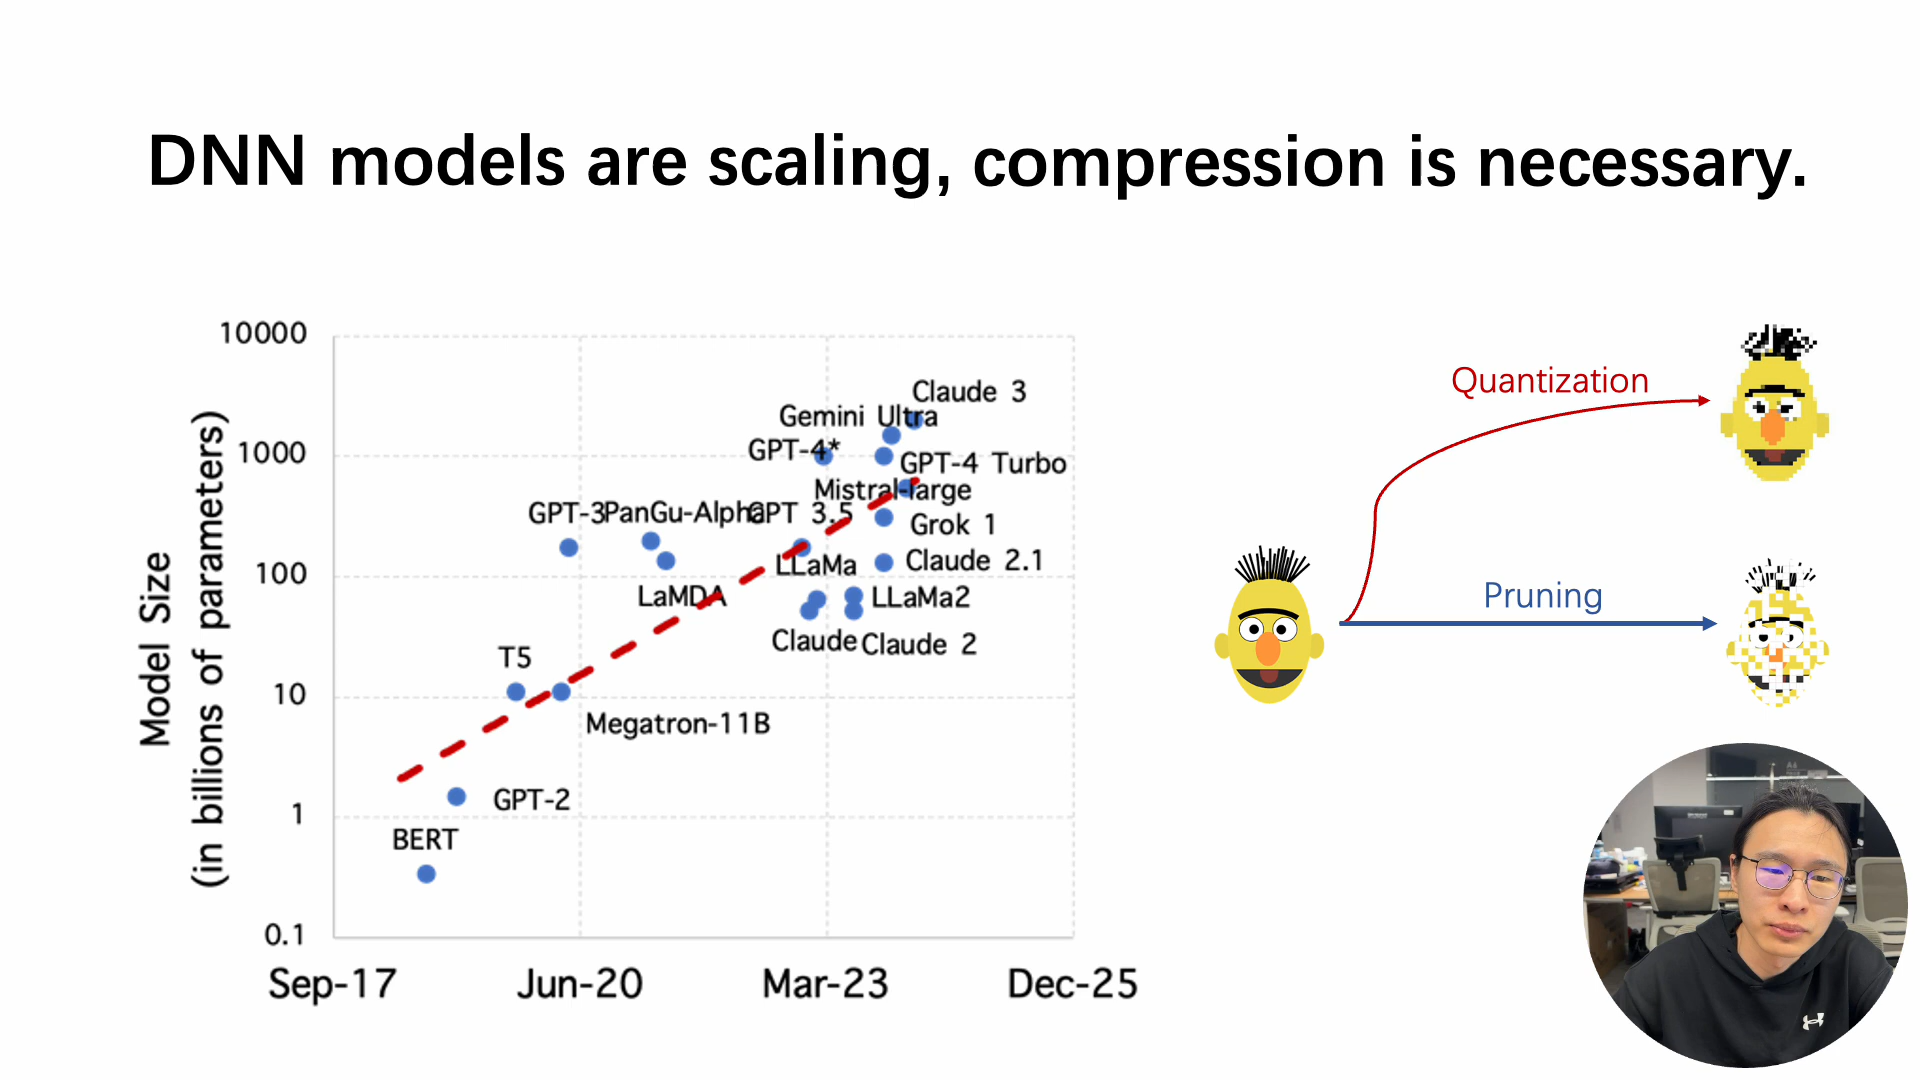 DNN models are scaling, compression is necessary.
Model Size
(in billions of parameters)
10000
1000
100
10
1
0.1
Sep-17
Jun-20
Mar-23
Dec-25
Claude 3
Gemini Ultra
GPT-4*
GPT-4 Turbo
Mistral-large
GPT-3
PanGu-Alpha
GPT 3.5
Grok 1
LLaMa
Claude 2.1
LaMDA
LLaMa2
Claude
Claude 2
T5
Megatron-11B
GPT-2
BERT
Quantization
Pruning